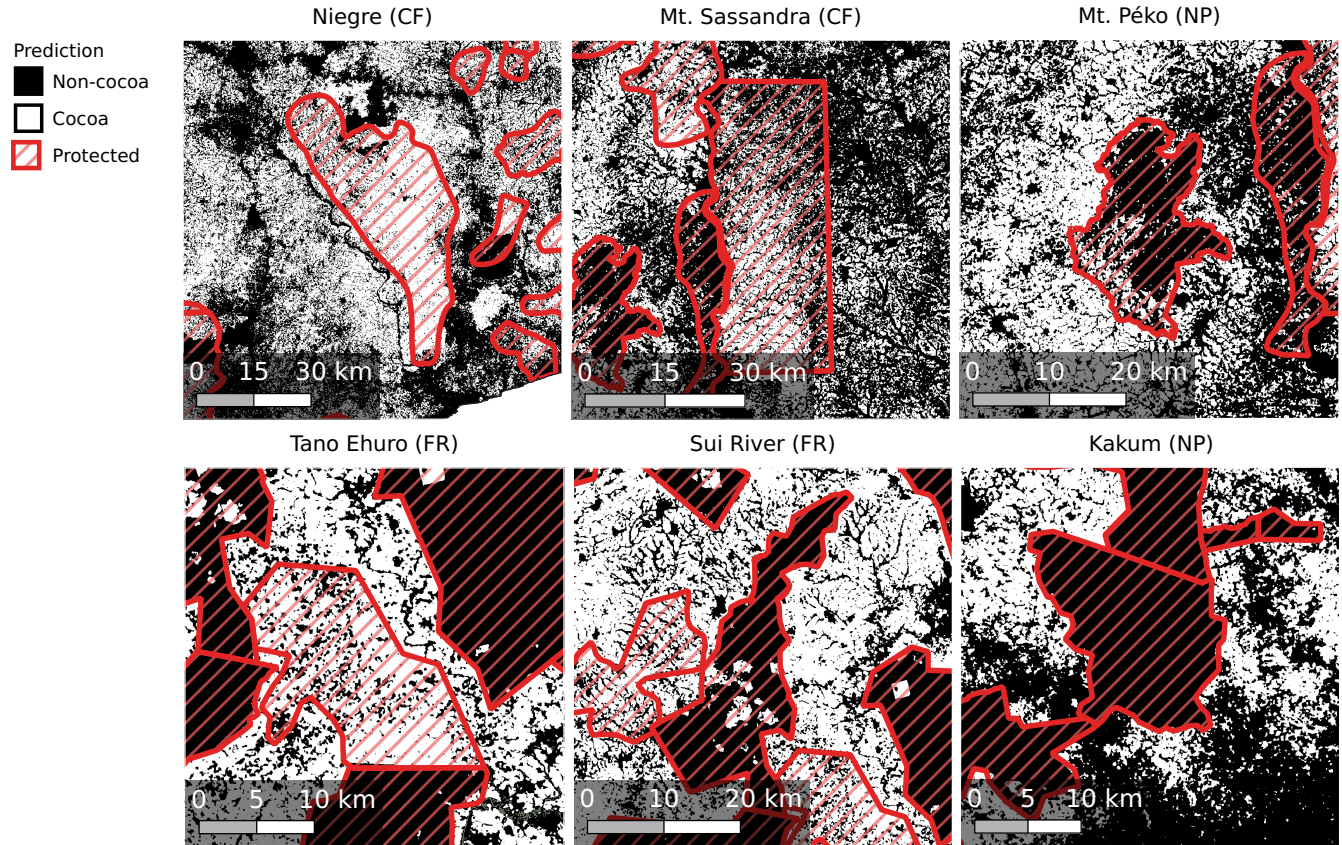 Niegre (CF)
Mt. Sassandra (CF)
Mt. Péko (NP)
Prediction
Non-cocoa
Cocoa
Protected
0 15 30 km
0 15 30 km
0 10 20 km
Tano Ehuro (FR)
Sui River (FR)
Kakum (NP)
0 5 10 km
0 10 20 km
0 5 10 km